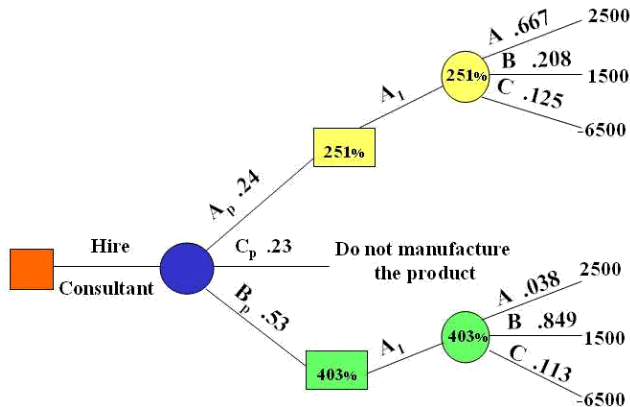 A .667
2500
B .208
1500
C .125
-6500
251%
A1
251%
Ap .24
Hire
Consultant
Cp .23
Do not manufacture
the product
Bp .53
A .038
2500
B .849
1500
C .113
-6500
403%
A1
403%